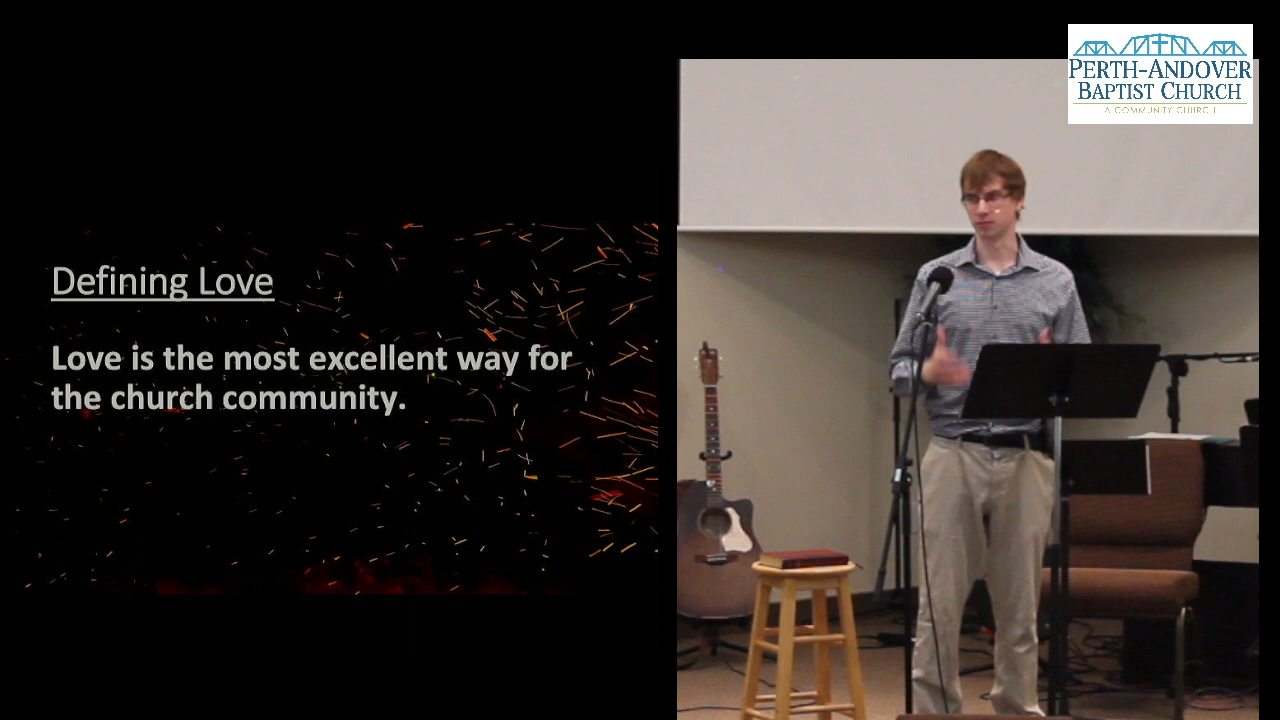 PERTH-ANDOVER
BAPTIST CHURCH
A COMMUNITY CHURCH
Defining Love
Love is the most excellent way for
the church community.